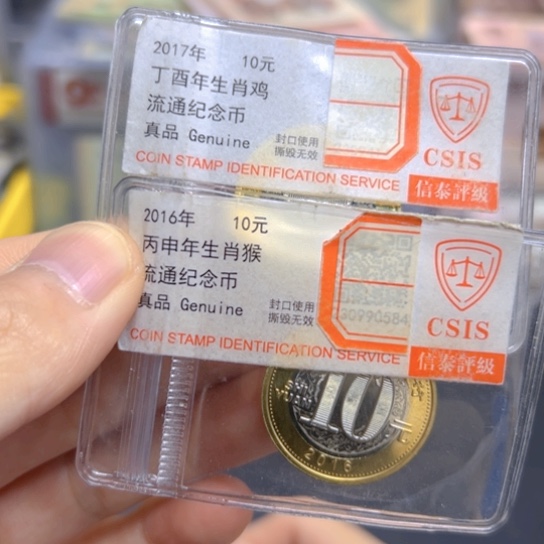 2017年 10元
丁酉年生肖鸡
流通纪念币
真品 Genuine
封口使用
撕毁无效
COIN STAMP IDENTIFICATION SERVICE
CSIS
信泰評級
2016年 10元
丙申年生肖猴
流通纪念币
真品 Genuine
封口使用
撕毁无效
COIN STAMP IDENTIFICATION SERVICE
CSIS
信泰評級
10
元
2016